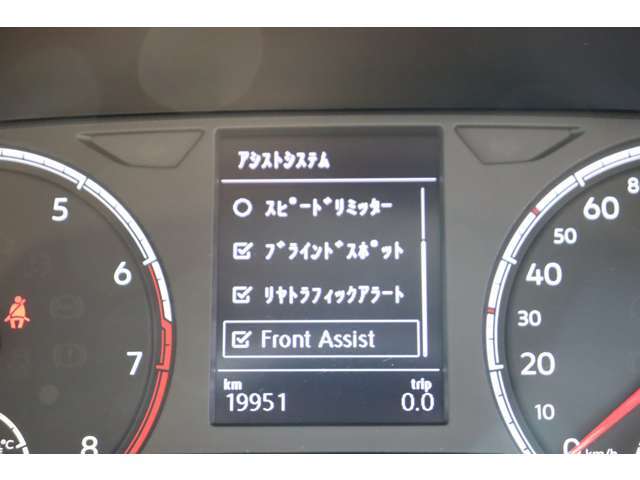 ｱｼｽﾄｼｽﾃﾑ
ｽﾋﾟｰﾄﾞﾘﾐｯﾀｰ
ﾌﾞﾗｲﾝﾄﾞｽﾎﾟｯﾄ
ﾘﾔﾄﾗﾌｨｯｸｱﾗｰﾄ
Front Assist
km trip
19951 0.0
5
6
7
8
°C
60
50
40
30
20
10
0
km/h